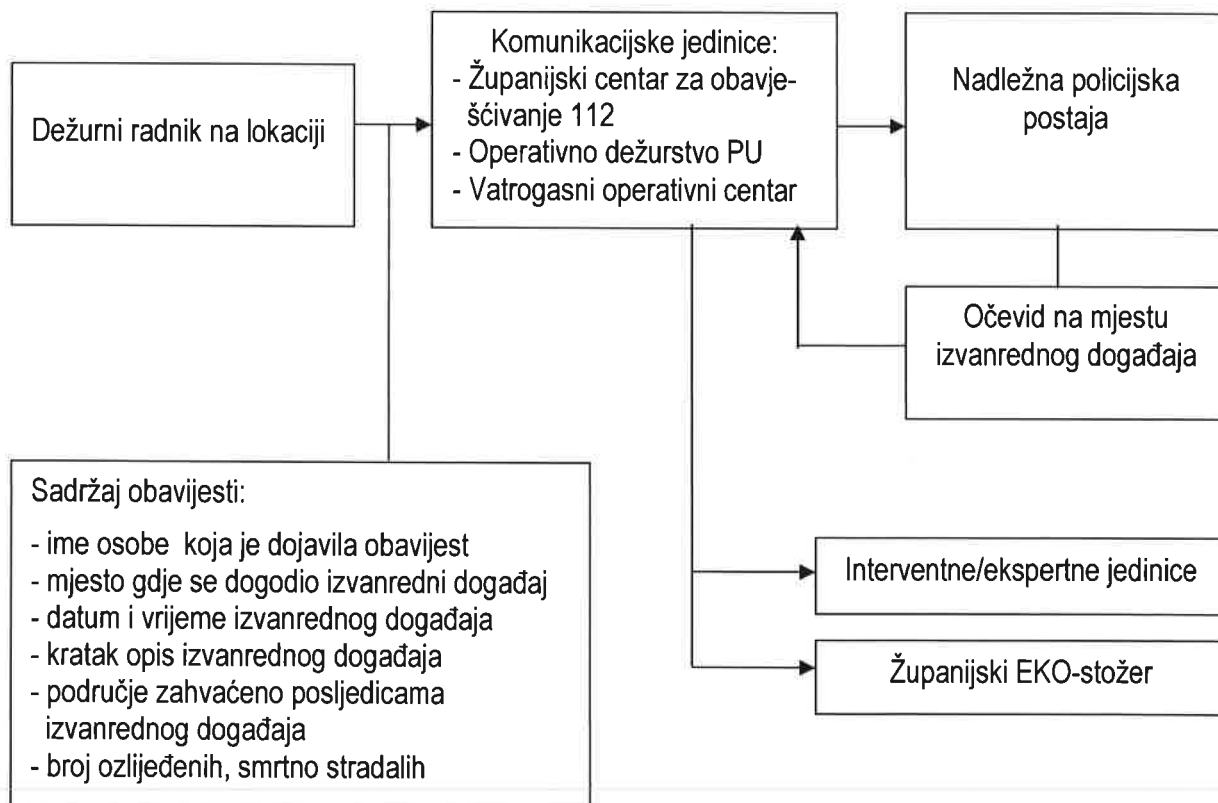 Dežurni radnik na lokaciji
Komunikacijske jedinice:
- Županijski centar za obavje-
šćivanje 112
- Operativno dežurstvo PU
- Vatrogasni operativni centar
Nadležna policijska
postaja
Očevid na mjestu
izvanrednog događaja
Sadržaj obavijesti:
- ime osobe koja je dojavila obavijest
- mjesto gdje se dogodio izvanredni događaj
- datum i vrijeme izvanrednog događaja
- kratak opis izvanrednog događaja
- područje zahvaćeno posljedicama
izvanrednog događaja
- broj ozlijeđenih, smrtno stradalih
Interventne/ekspertne jedinice
Županijski EKO-stožer